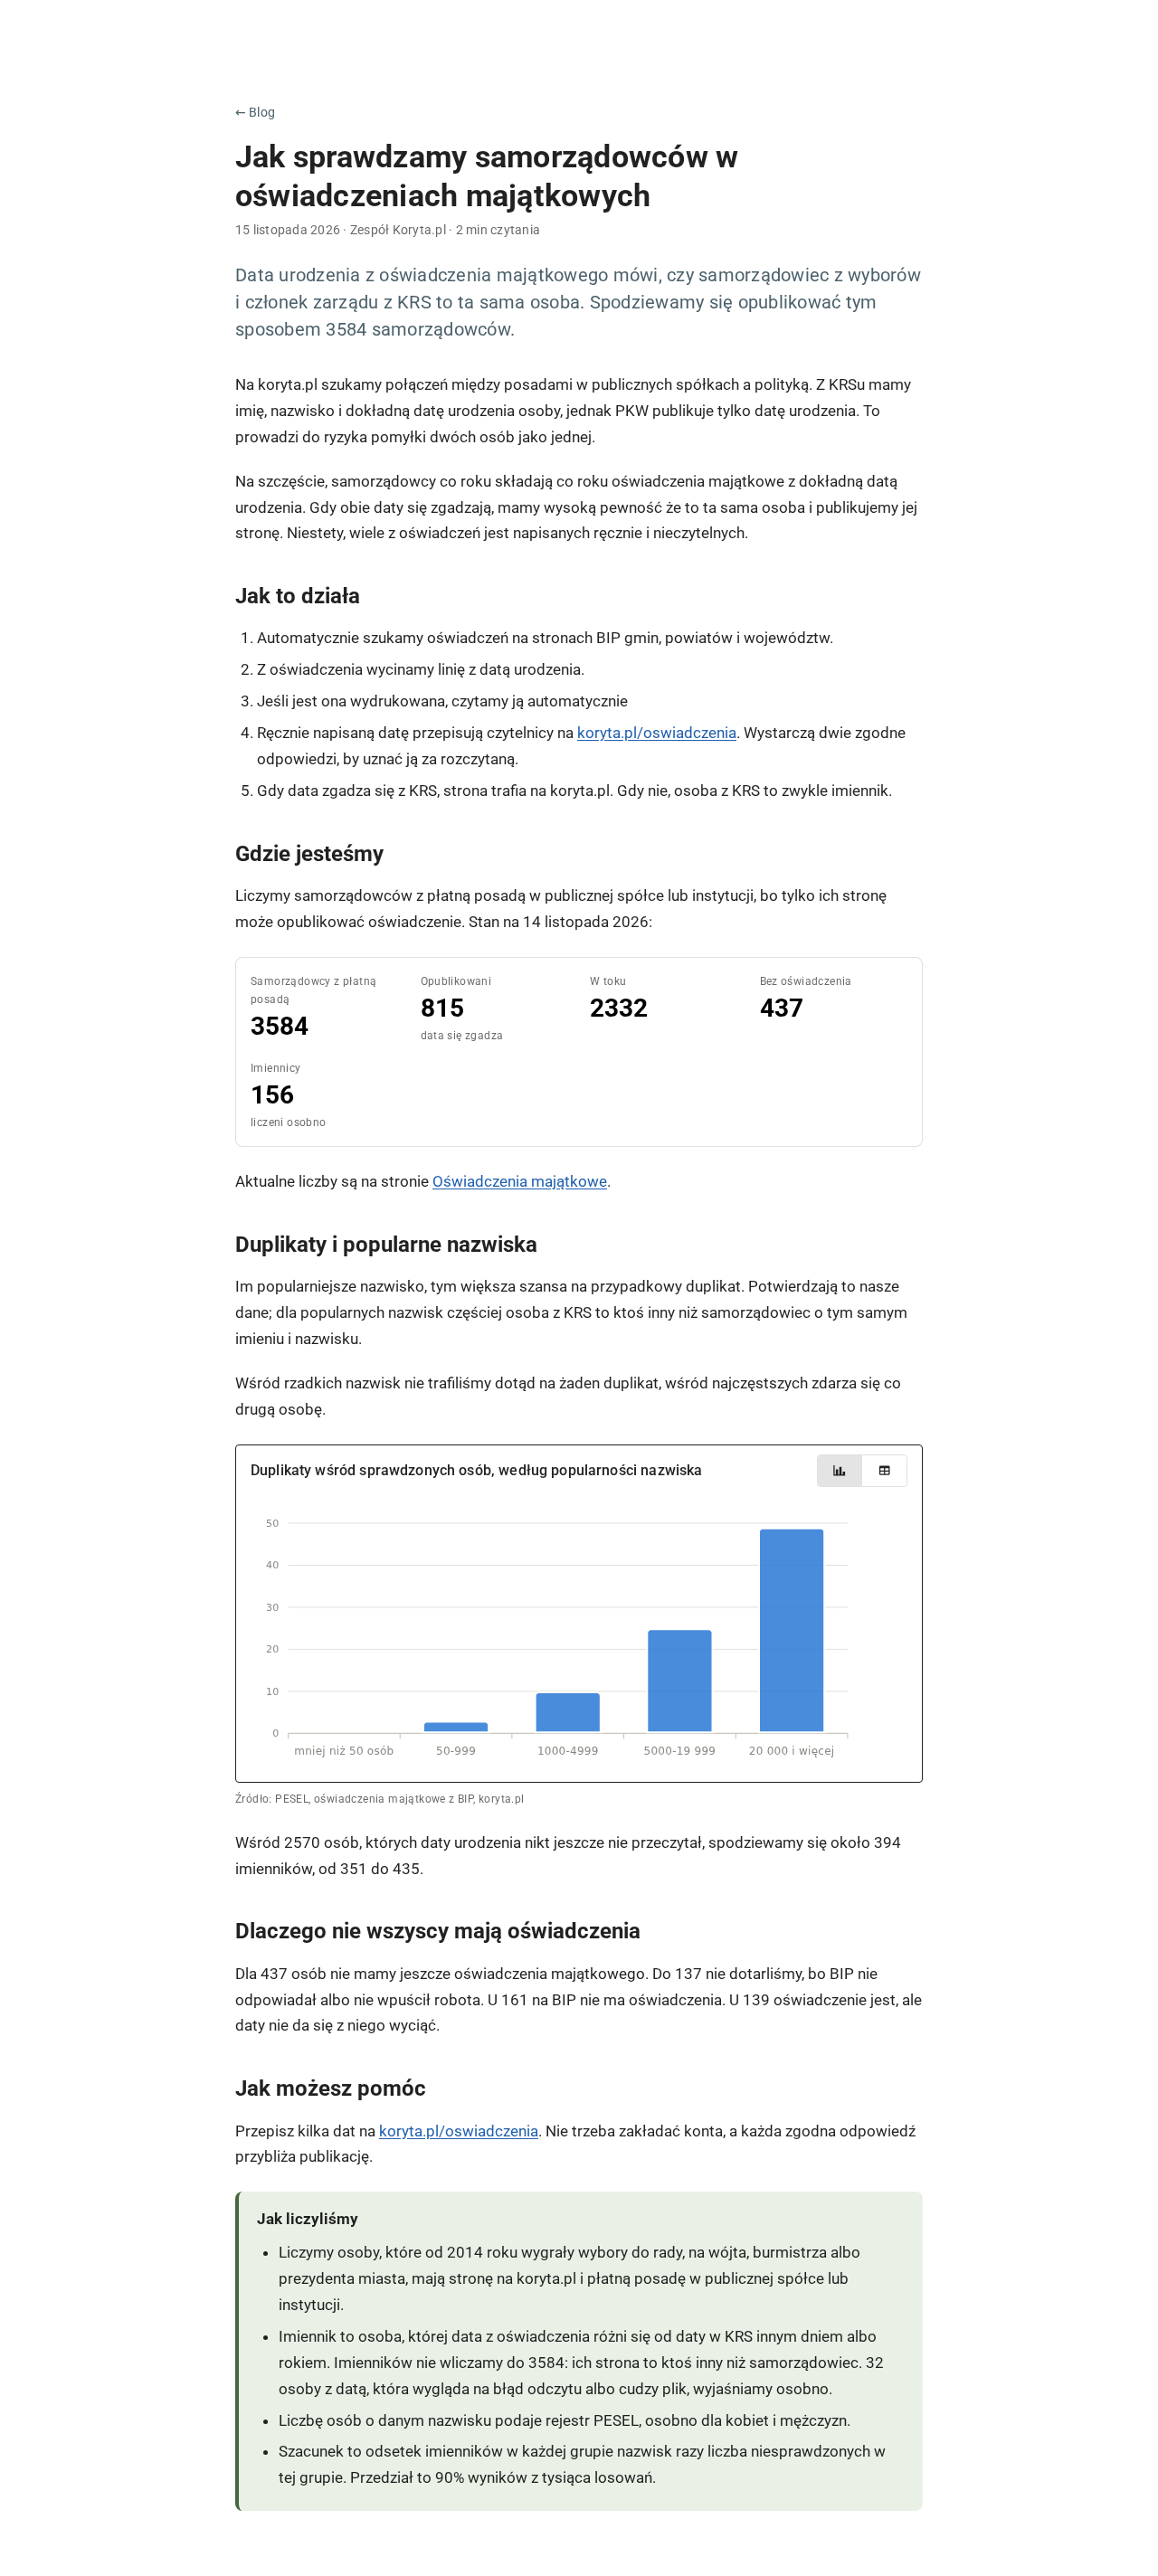 ← Blog
Jak sprawdzamy samorządowców w
oświadczeniach majątkowych
15 listopada 2026 · Zespół Koryta.pl · 2 min czytania
Data urodzenia z oświadczenia majątkowego mówi, czy samorządowiec z wyborów
i członek zarządu z KRS to ta sama osoba. Spodziewamy się opublikować tym
sposobem 3584 samorządowców.
Na koryta.pl szukamy połączeń między posadami w publicznych spółkach a polityką. Z KRSu mamy
imię, nazwisko i dokładną datę urodzenia osoby, jednak PKW publikuje tylko datę urodzenia. To
prowadzi do ryzyka pomyłki dwóch osób jako jednej.
Na szczęście, samorządowcy co roku składają co roku oświadczenia majątkowe z dokładną datą
urodzenia. Gdy obie daty się zgadzają, mamy wysoką pewność że to ta sama osoba i publikujemy jej
stronę. Niestety, wiele z oświadczeń jest napisanych ręcznie i nieczytelnych.
Jak to działa
1. Automatycznie szukamy oświadczeń na stronach BIP gmin, powiatów i województw.
2. Z oświadczenia wycinamy linię z datą urodzenia.
3. Jeśli jest ona wydrukowana, czytamy ją automatycznie
4. Ręcznie napisaną datę przepisują czytelnicy na koryta.pl/oswiadczenia. Wystarczą dwie zgodne
odpowiedzi, by uznać ją za rozczytaną.
5. Gdy data zgadza się z KRS, strona trafia na koryta.pl. Gdy nie, osoba z KRS to zwykle imiennik.
Gdzie jesteśmy
Liczymy samorządowców z płatną posadą w publicznej spółce lub instytucji, bo tylko ich stronę
może opublikować oświadczenie. Stan na 14 listopada 2026:
Samorządowcy z płatną
posadą
3584
Opublikowani
815
data się zgadza
W toku
2332
Bez oświadczenia
437
Imiennicy
156
liczeni osobno
Aktualne liczby są na stronie Oświadczenia majątkowe.
Duplikaty i popularne nazwiska
Im popularniejsze nazwisko, tym większa szansa na przypadkowy duplikat. Potwierdzają to nasze
dane; dla popularnych nazwisk częściej osoba z KRS to ktoś inny niż samorządowiec o tym samym
imieniu i nazwisku.
Wśród rzadkich nazwisk nie trafiliśmy dotąd na żaden duplikat, wśród najczęstszych zdarza się co
drugą osobę.
Duplikaty wśród sprawdzonych osób, według popularności nazwiska
50
40
30
20
10
0
mniej niż 50 osób 50-999 1000-4999 5000-19 999 20 000 i więcej
Źródło: PESEL, oświadczenia majątkowe z BIP, koryta.pl
Wśród 2570 osób, których daty urodzenia nikt jeszcze nie przeczytał, spodziewamy się około 394
imienników, od 351 do 435.
Dlaczego nie wszyscy mają oświadczenia
Dla 437 osób nie mamy jeszcze oświadczenia majątkowego. Do 137 nie dotarliśmy, bo BIP nie
odpowiadał albo nie wpuścił robota. U 161 na BIP nie ma oświadczenia. U 139 oświadczenie jest, ale
daty nie da się z niego wyciąć.
Jak możesz pomóc
Przepisz kilka dat na koryta.pl/oswiadczenia. Nie trzeba zakładać konta, a każda zgodna odpowiedź
przybliża publikację.
Jak liczyliśmy
• Liczymy osoby, które od 2014 roku wygrały wybory do rady, na wójta, burmistrza albo
prezydenta miasta, mają stronę na koryta.pl i płatną posadę w publicznej spółce lub
instytucji.
• Imiennik to osoba, której data z oświadczenia różni się od daty w KRS innym dniem albo
rokiem. Imienników nie wliczamy do 3584: ich strona to ktoś inny niż samorządowiec. 32
osoby z datą, która wygląda na błąd odczytu albo cudzy plik, wyjaśniamy osobno.
• Liczbę osób o danym nazwisku podaje rejestr PESEL, osobno dla kobiet i mężczyzn.
• Szacunek to odsetek imienników w każdej grupie nazwisk razy liczba niesprawdzonych w
tej grupie. Przedział to 90% wyników z tysiąca losowań.